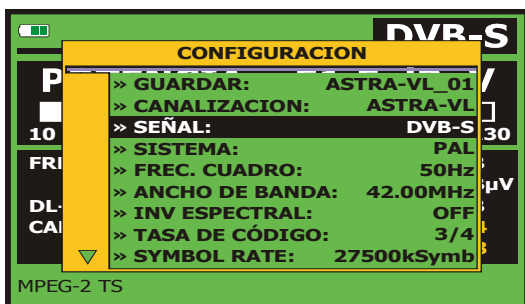 DVB-S
CONFIGURACION
» GUARDAR: ASTRA-VL_01
» CANALIZACION: ASTRA-VL
» SEÑAL: DVB-S
10 130
» SISTEMA: PAL
» FREC. CUADRO: 50Hz
» ANCHO DE BANDA: 42.00MHz
» INV ESPECTRAL: OFF
» TASA DE CÓDIGO: 3/4
» SYMBOL RATE: 27500kSymb
MPEG-2 TS